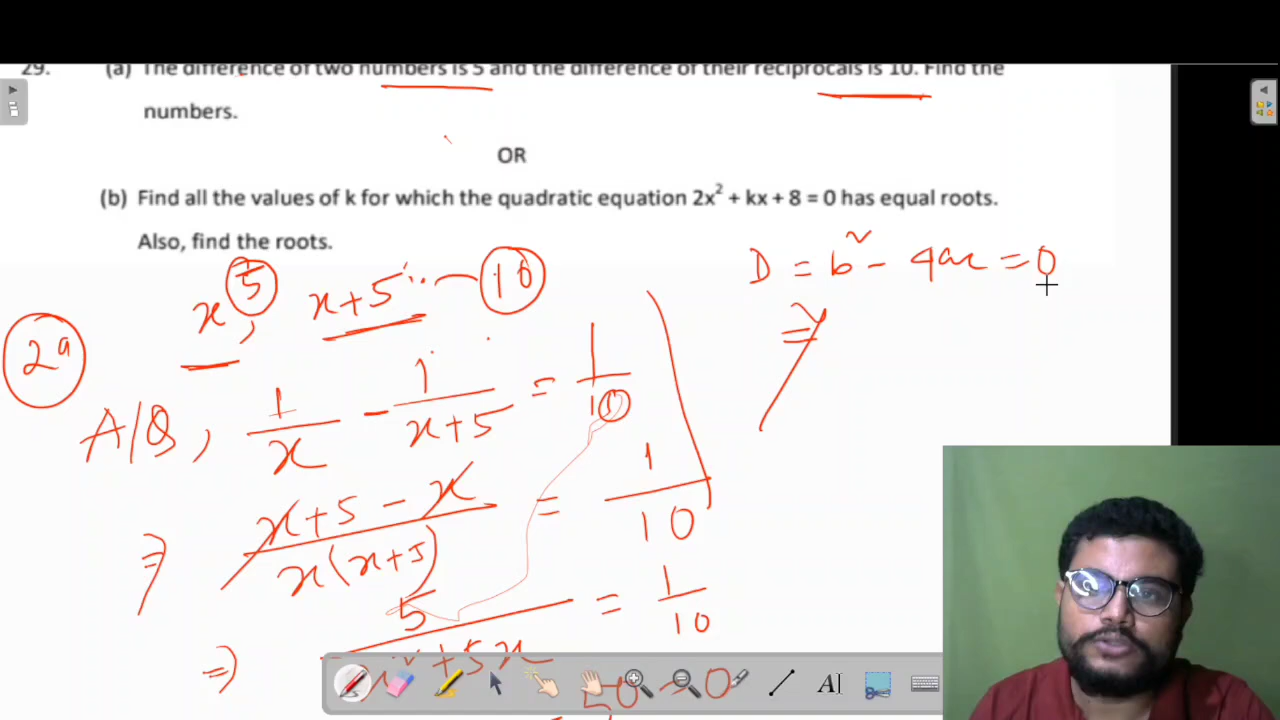 29. (a) The difference of two numbers is 5 and the difference of their reciprocals is 10. Find the
numbers.
OR
(b) Find all the values of k for which the quadratic equation 2x² + kx + 8 = 0 has equal roots.
Also, find the roots.
D = b² - 4ac = 0
⇒
2a
x, 5 x+5 10
A/Q, 1/x - 1/(x+5) = 1/10
⇒ (x+5-x)/(x(x+5)) = 1/10
⇒ 5/(x²+5x) = 1/10
AI